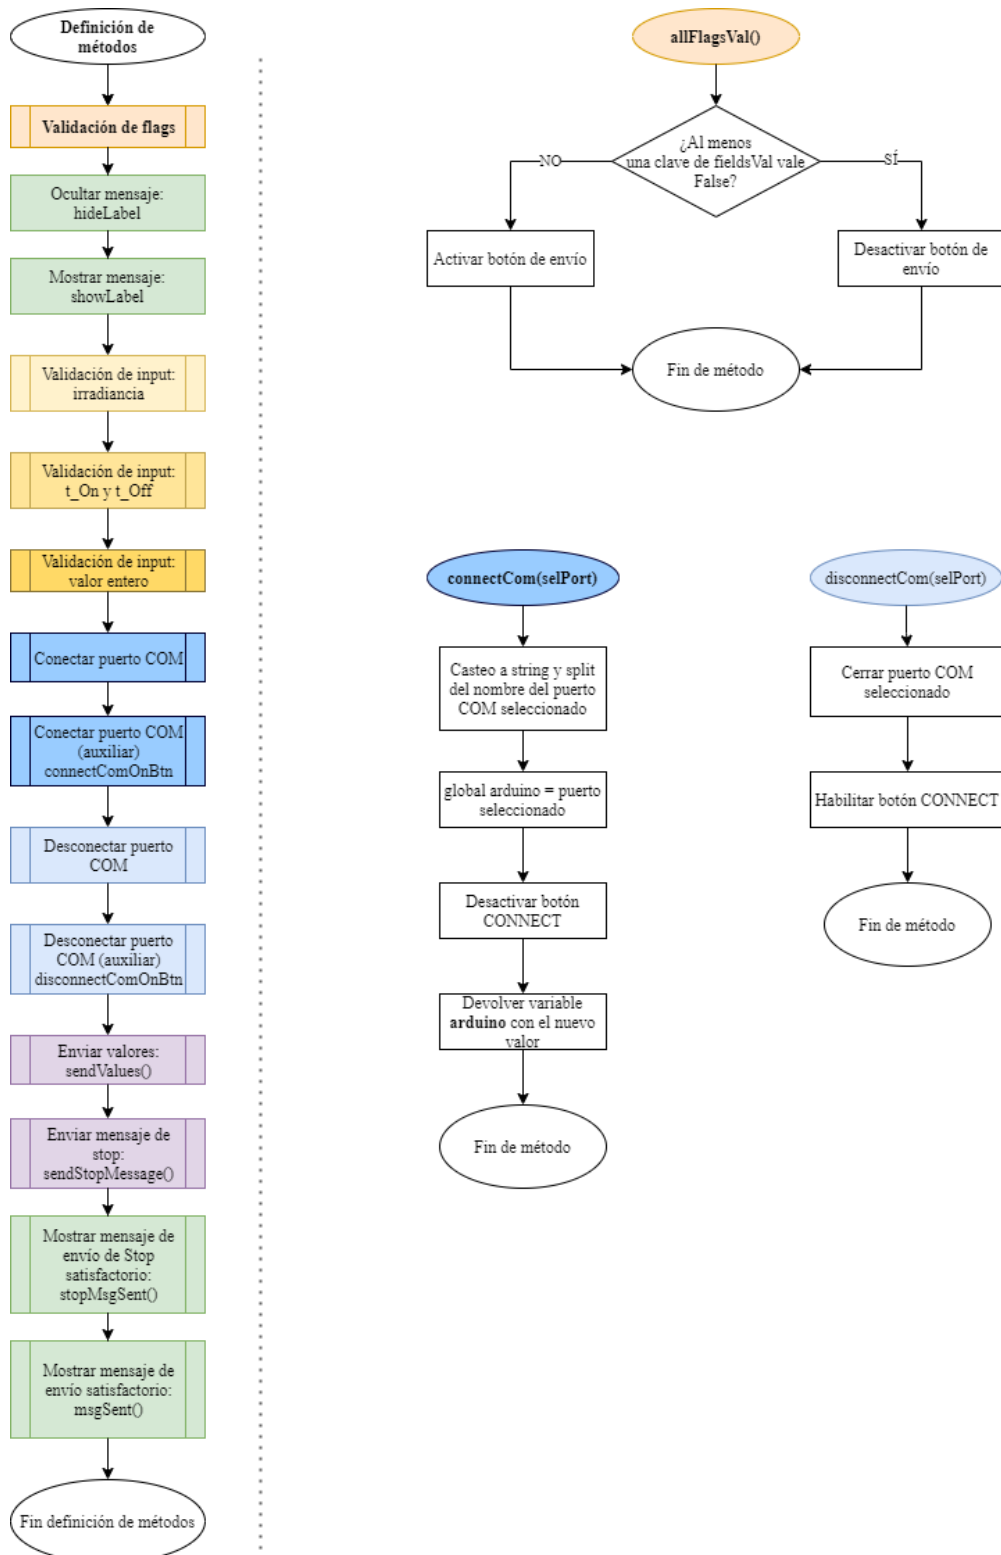 Definición de
métodos
Validación de flags
Ocultar mensaje:
hideLabel
Mostrar mensaje:
showLabel
Validación de input:
irradiancia
Validación de input:
t_On y t_Off
Validación de input:
valor entero
Conectar puerto COM
Conectar puerto COM
(auxiliar)
connectComOnBtn
Desconectar puerto
COM
Desconectar puerto
COM (auxiliar)
disconnectComOnBtn
Enviar valores:
sendValues()
Enviar mensaje de
stop:
sendStopMessage()
Mostrar mensaje de
envío de Stop
satisfactorio:
stopMsgSent()
Mostrar mensaje de
envío satisfactorio:
msgSent()
Fin definición de métodos
allFlagsVal()
¿Al menos
una clave de fieldsVal vale
False?
NO
SÍ
Activar botón de envío
Desactivar botón de
envío
Fin de método
connectCom(selPort)
Casteo a string y split
del nombre del puerto
COM seleccionado
global arduino = puerto
seleccionado
Desactivar botón
CONNECT
Devolver variable
arduino con el nuevo
valor
Fin de método
disconnectCom(selPort)
Cerrar puerto COM
seleccionado
Habilitar botón CONNECT
Fin de método